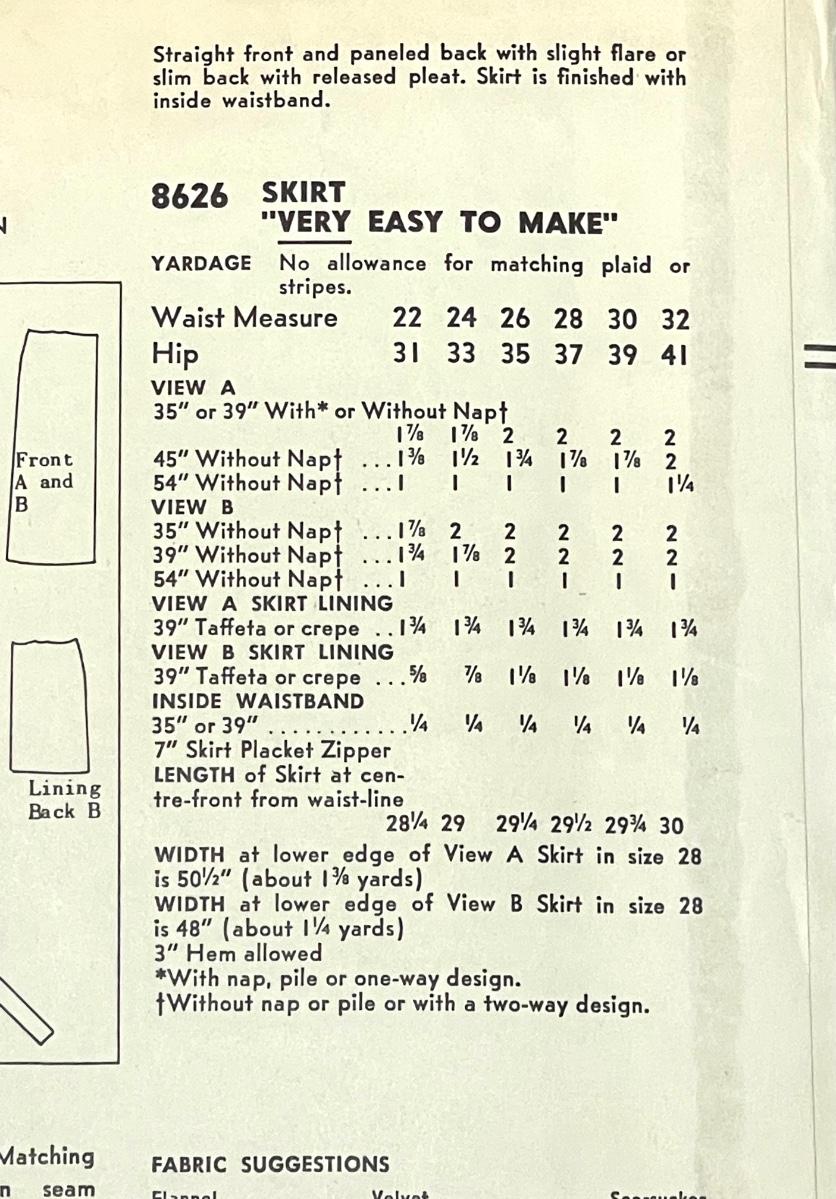 Straight front and paneled back with slight flare or
slim back with released pleat. Skirt is finished with
inside waistband.
8626 SKIRT
"VERY EASY TO MAKE"
N
YARDAGE No allowance for matching plaid or
stripes.
Waist Measure 22 24 26 28 30 32
Hip 31 33 35 37 39 41
VIEW A
35" or 39" With* or Without Nap†
1⅞ 1⅞ 2 2 2 2
45" Without Nap† ...1⅜ 1½ 1¾ 1⅞ 1⅞ 2
54" Without Nap† ...1 1 1 1 1 1¼
VIEW B
35" Without Nap† ...1⅞ 2 2 2 2 2
39" Without Nap† ...1¾ 1⅞ 2 2 2 2
54" Without Nap† ...1 1 1 1 1 1
VIEW A SKIRT LINING
39" Taffeta or crepe ..1¾ 1¾ 1¾ 1¾ 1¾ 1¾
VIEW B SKIRT LINING
39" Taffeta or crepe ...⅝ ⅞ 1⅛ 1⅛ 1⅛ 1⅛
INSIDE WAISTBAND
35" or 39" ............¼ ¼ ¼ ¼ ¼ ¼
7" Skirt Placket Zipper
LENGTH of Skirt at cen-
tre-front from waist-line
28¼ 29 29¼ 29½ 29¾ 30
WIDTH at lower edge of View A Skirt in size 28
is 50½" (about 1⅜ yards)
WIDTH at lower edge of View B Skirt in size 28
is 48" (about 1¼ yards)
3" Hem allowed
*With nap, pile or one-way design.
†Without nap or pile or with a two-way design.
Front
A and
B
Lining
Back B
Matching
n seam
FABRIC SUGGESTIONS
Flannel Velvet Seersucker